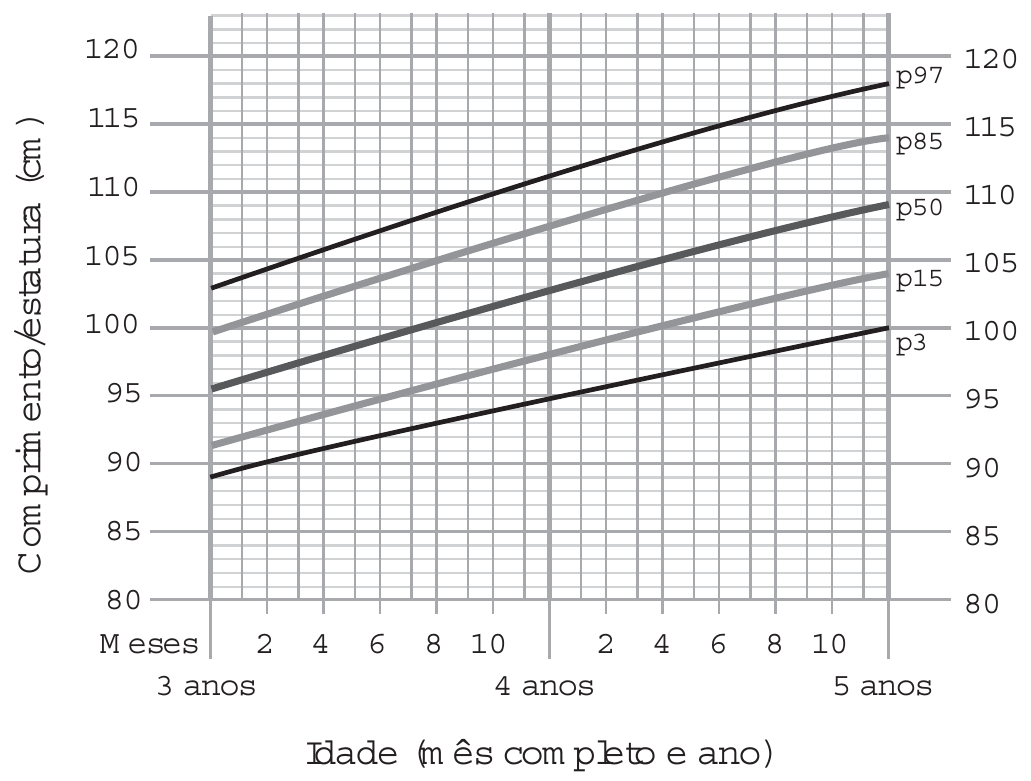 Comprimento/estatura (cm)
120
115
110
105
100
95
90
85
80
p97
p85
p50
p15
p3
120
115
110
105
100
95
90
85
80
Meses 2 4 6 8 10 2 4 6 8 10
3 anos 4 anos 5 anos
Idade (mês completo e ano)